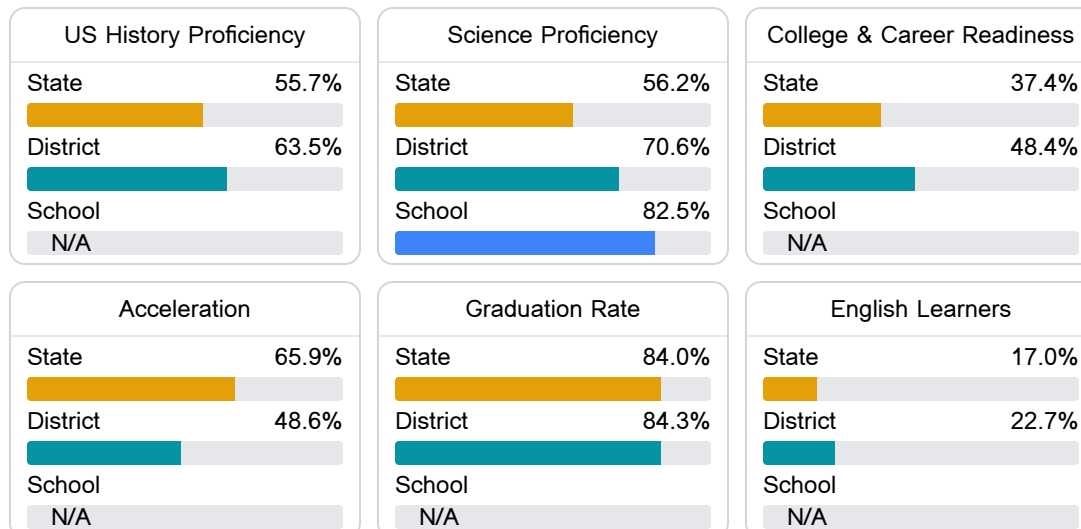 US History Proficiency
State 55.7%
District 63.5%
School
N/A
Science Proficiency
State 56.2%
District 70.6%
School 82.5%
College & Career Readiness
State 37.4%
District 48.4%
School
N/A
Acceleration
State 65.9%
District 48.6%
School
N/A
Graduation Rate
State 84.0%
District 84.3%
School
N/A
English Learners
State 17.0%
District 22.7%
School
N/A